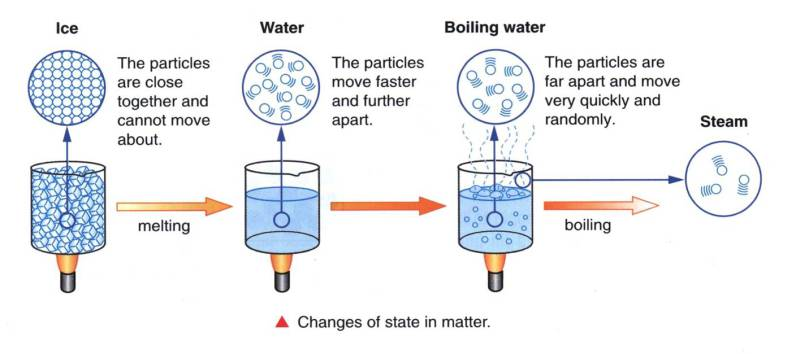 Ice
The particles
are close
together and
cannot move
about.
melting
Water
The particles
move faster
and further
apart.
Boiling water
The particles are
far apart and move
very quickly and
randomly.
boiling
Steam
▲ Changes of state in matter.